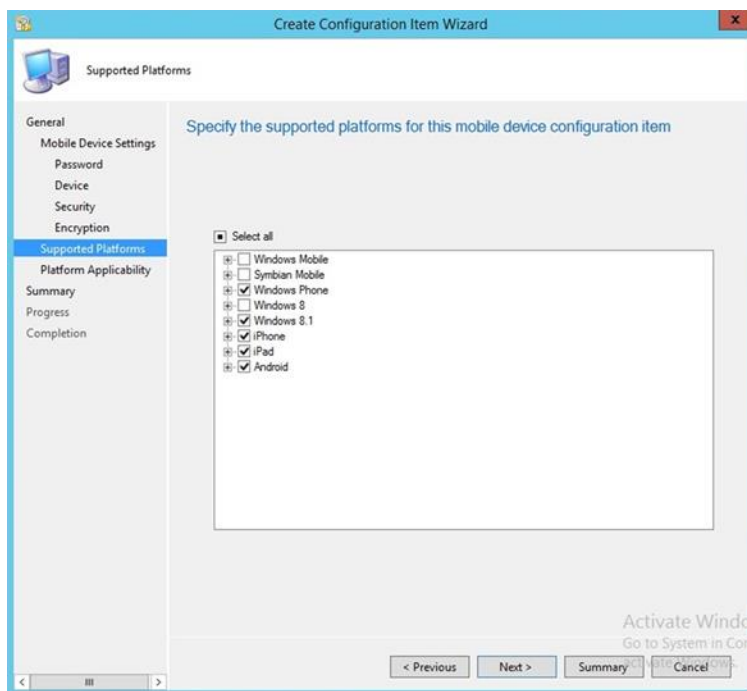 Create Configuration Item Wizard
x
Supported Platforms
General
Mobile Device Settings
Password
Device
Security
Encryption
Supported Platforms
Platform Applicability
Summary
Progress
Completion
Specify the supported platforms for this mobile device configuration item
Select all
Windows Mobile
Symbian Mobile
Windows Phone
Windows 8
Windows 8.1
iPhone
iPad
Android
Activate Windo
Go to System in Con
< Previous
Next >
Summary
Cancel